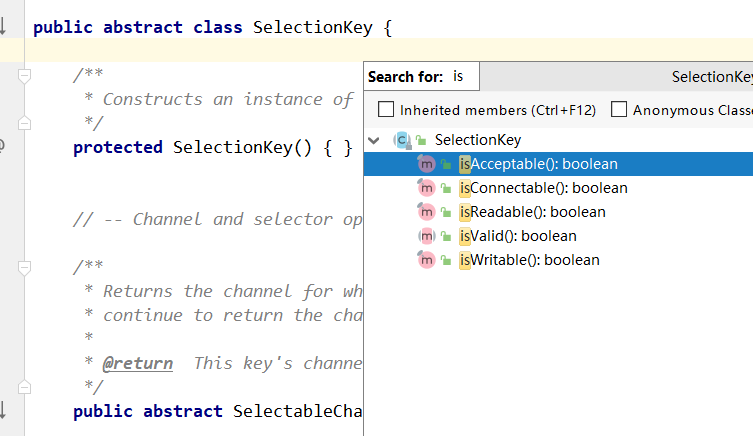 public abstract class SelectionKey {
/**
* Constructs an instance of
*/
protected SelectionKey() { }
// -- Channel and selector op
/**
* Returns the channel for wh
* continue to return the cha
*
* @return This key's channe
*/
public abstract SelectableCha
Search for: is
SelectionKey
Inherited members (Ctrl+F12) Anonymous Classe
SelectionKey
isAcceptable(): boolean
isConnectable(): boolean
isReadable(): boolean
isValid(): boolean
isWritable(): boolean